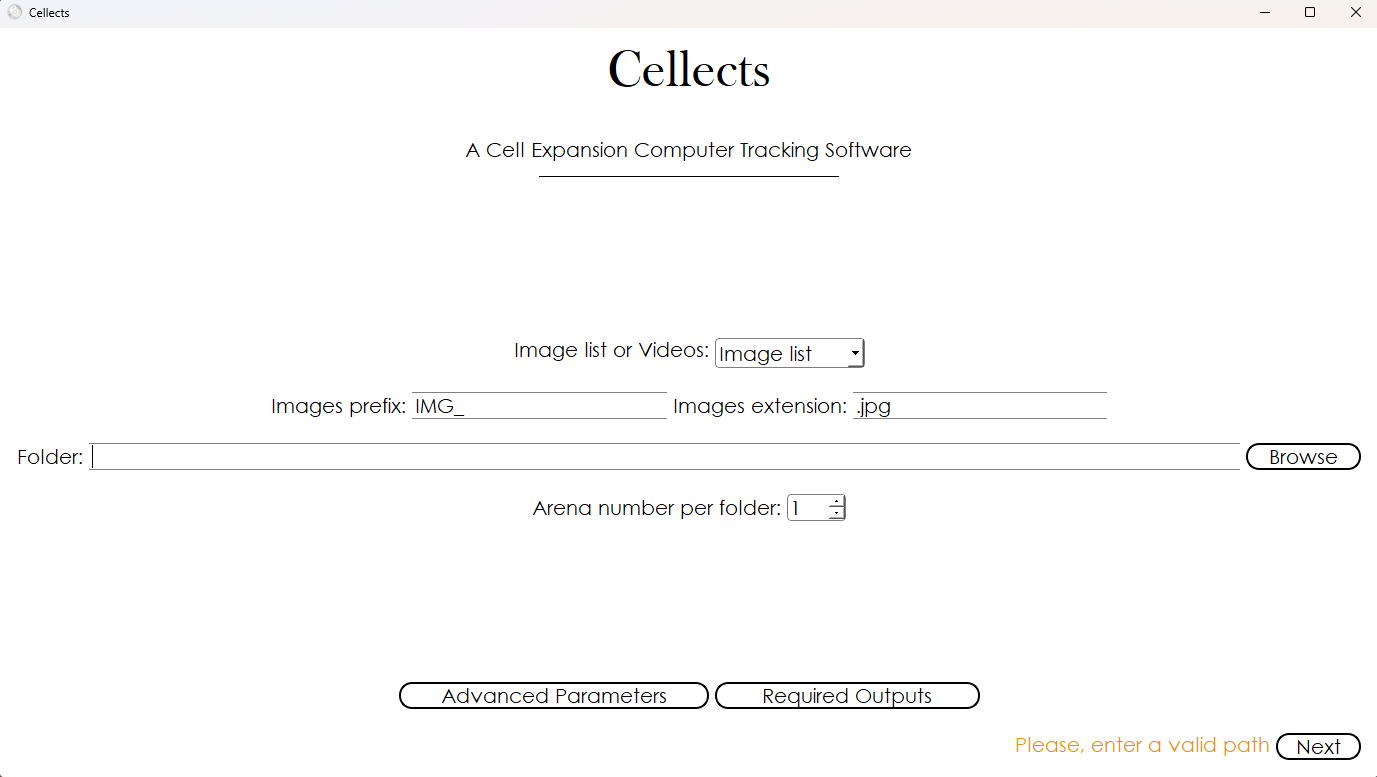 Cellects
Cellects
A Cell Expansion Computer Tracking Software
Image list or Videos: Image list
Images prefix: IMG_ Images extension: .jpg
Folder: Browse
Arena number per folder: 1
Advanced Parameters Required Outputs
Please, enter a valid path Next